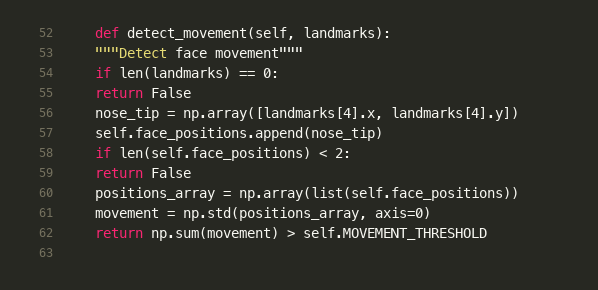 52 def detect_movement(self, landmarks):
53 """Detect face movement"""
54 if len(landmarks) == 0:
55 return False
56 nose_tip = np.array([landmarks[4].x, landmarks[4].y])
57 self.face_positions.append(nose_tip)
58 if len(self.face_positions) < 2:
59 return False
60 positions_array = np.array(list(self.face_positions))
61 movement = np.std(positions_array, axis=0)
62 return np.sum(movement) > self.MOVEMENT_THRESHOLD
63